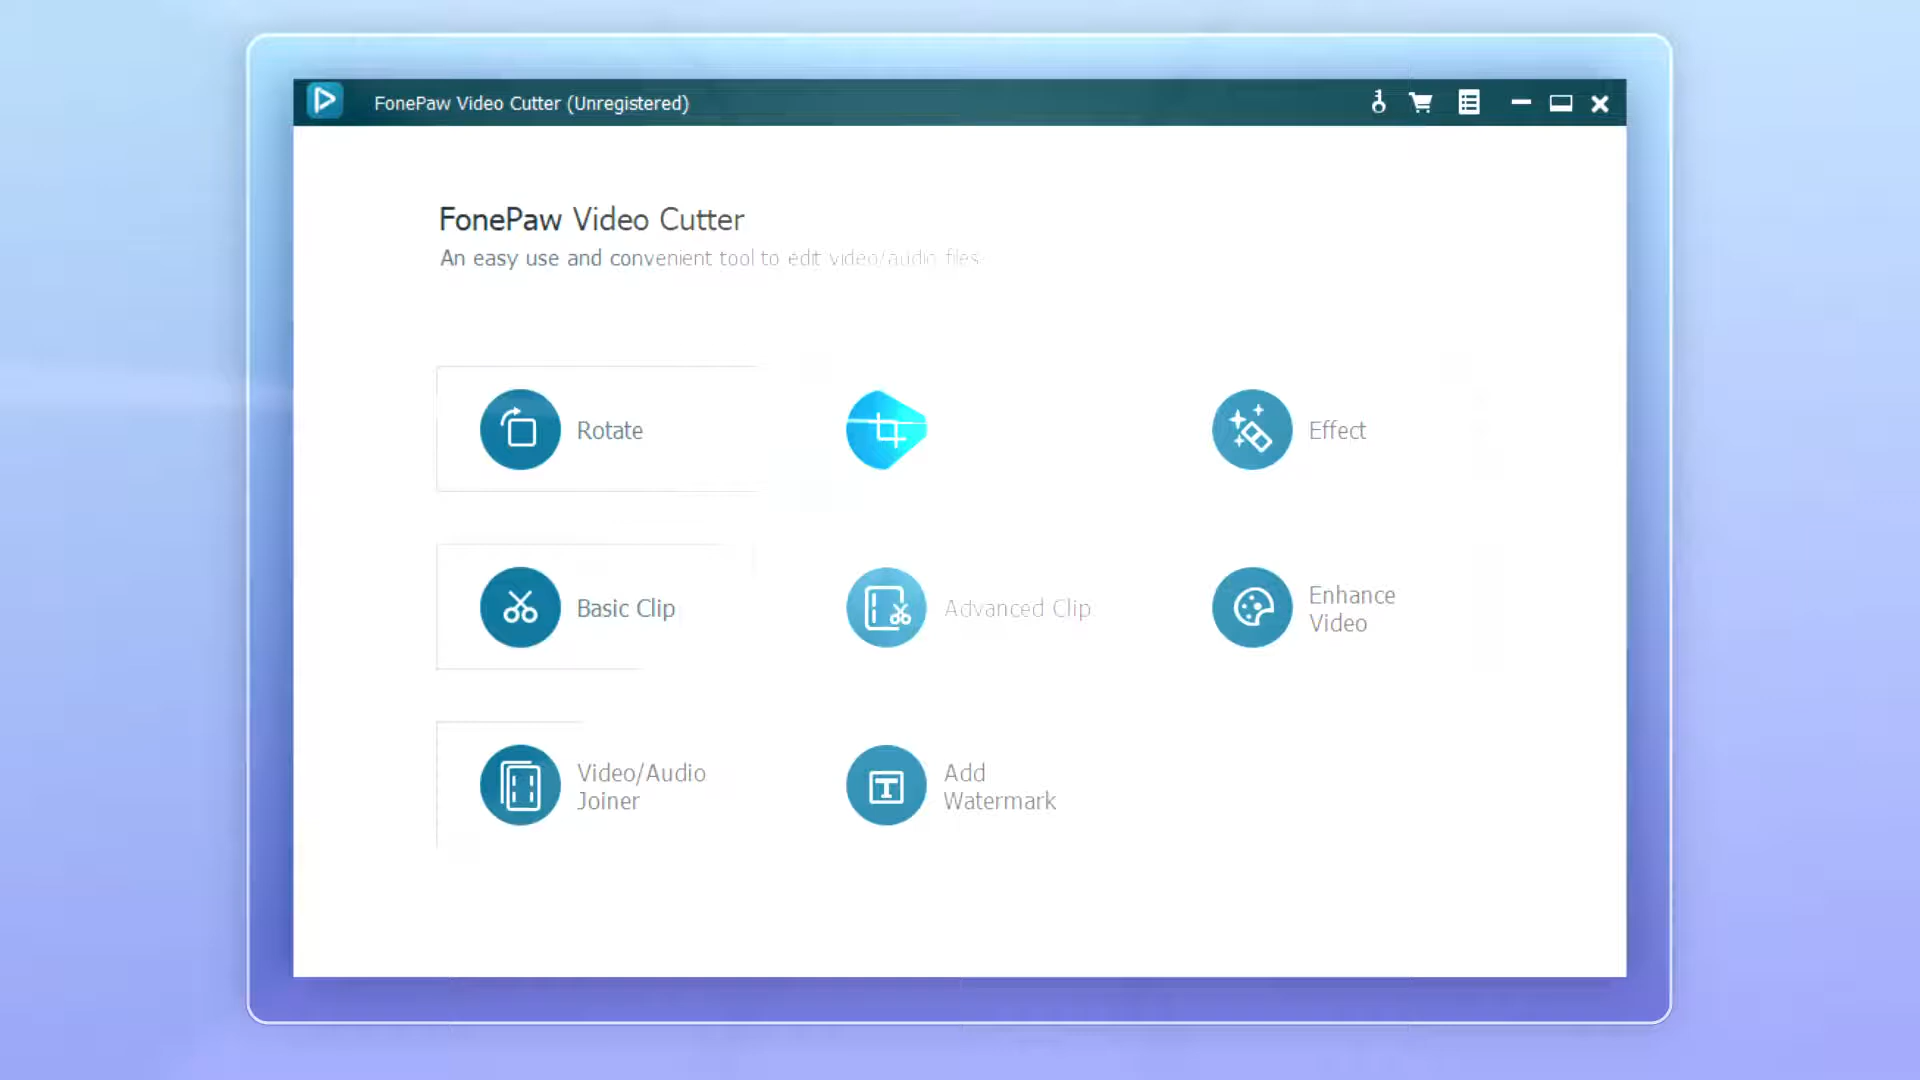 FonePaw Video Cutter (Unregistered)
FonePaw Video Cutter
An easy use and convenient tool to edit video/audio files
Rotate
Effect
Basic Clip
Advanced Clip
Enhance
Video
Video/Audio
Joiner
T
Add
Watermark